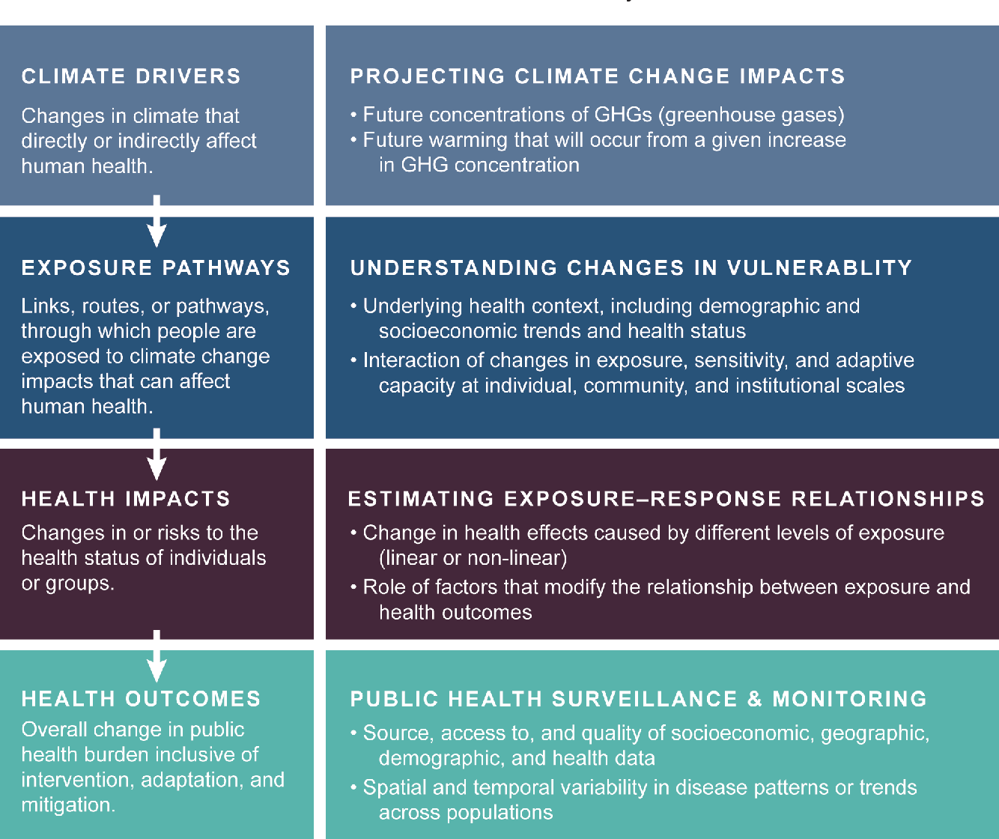 CLIMATE DRIVERS
Changes in climate that
directly or indirectly affect
human health.
PROJECTING CLIMATE CHANGE IMPACTS
• Future concentrations of GHGs (greenhouse gases)
• Future warming that will occur from a given increase
in GHG concentration
EXPOSURE PATHWAYS
Links, routes, or pathways,
through which people are
exposed to climate change
impacts that can affect
human health.
UNDERSTANDING CHANGES IN VULNERABLITY
• Underlying health context, including demographic and
socioeconomic trends and health status
• Interaction of changes in exposure, sensitivity, and adaptive
capacity at individual, community, and institutional scales
HEALTH IMPACTS
Changes in or risks to the
health status of individuals
or groups.
ESTIMATING EXPOSURE–RESPONSE RELATIONSHIPS
• Change in health effects caused by different levels of exposure
(linear or non-linear)
• Role of factors that modify the relationship between exposure and
health outcomes
HEALTH OUTCOMES
Overall change in public
health burden inclusive of
intervention, adaptation, and
mitigation.
PUBLIC HEALTH SURVEILLANCE & MONITORING
• Source, access to, and quality of socioeconomic, geographic,
demographic, and health data
• Spatial and temporal variability in disease patterns or trends
across populations